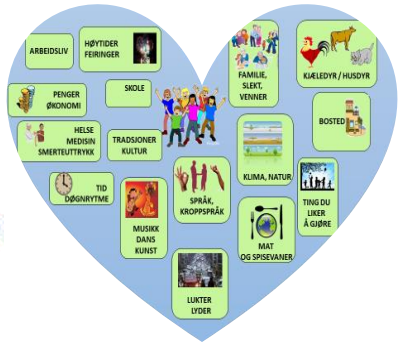 ARBEIDSLIV
HØYTIDER
FEIRINGER
FAMILIE,
SLEKT,
VENNER
KJÆLEDYR / HUSDYR
PENGER
ØKONOMI
SKOLE
BOSTED
HELSE
MEDISIN
SMERTEUTTRYKK
TRADSJONER
KULTUR
KLIMA, NATUR
TID
DØGNRYTME
MUSIKK
DANS
KUNST
SPRÅK,
KROPPSPRÅK
TING DU
LIKER
Å GJØRE
MAT
OG SPISEVANER
LUKTER
LYDER